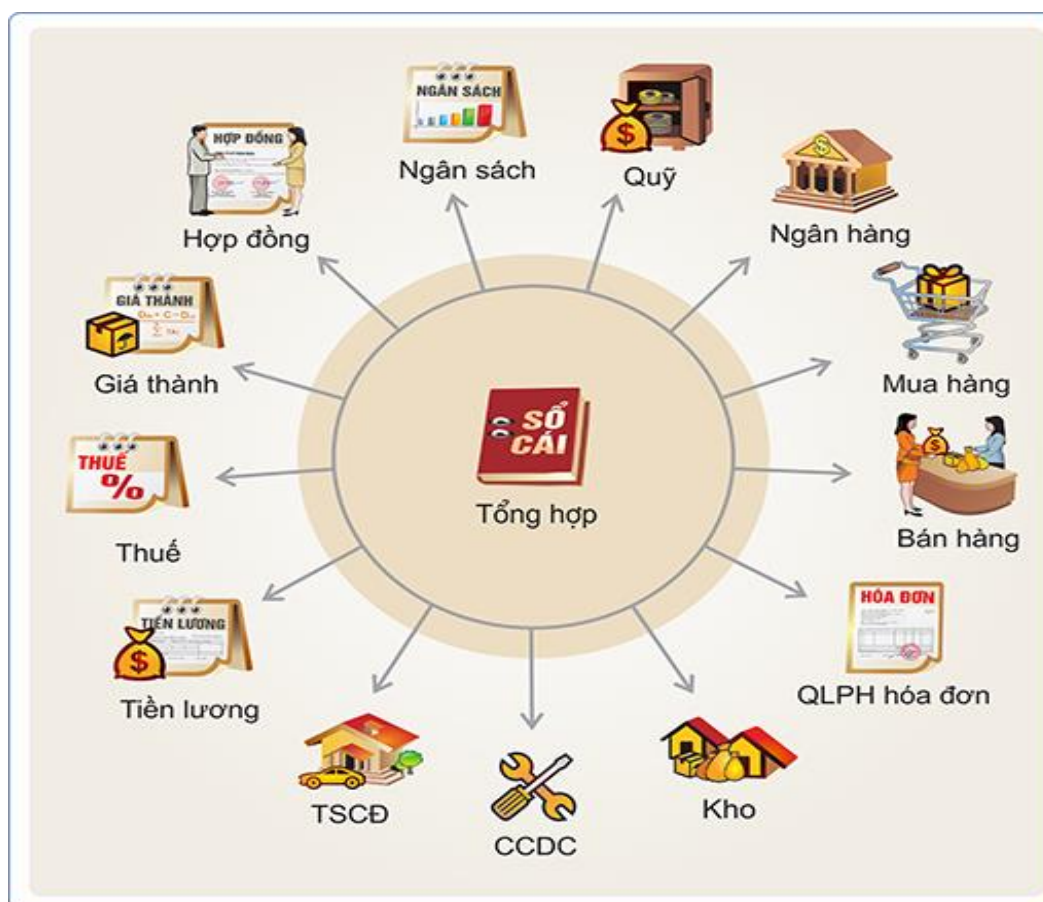 NGÂN SÁCH
Ngân sách
Quỹ
HỢP ĐỒNG
Hợp đồng
Ngân hàng
GIÁ THÀNH
Giá thành
Mua hàng
SỔ
CÁI
Tổng hợp
THUẾ
%
Thuế
Bán hàng
TIỀN LƯƠNG
Tiền lương
HÓA ĐƠN
QLPH hóa đơn
TSCĐ
CCDC
Kho